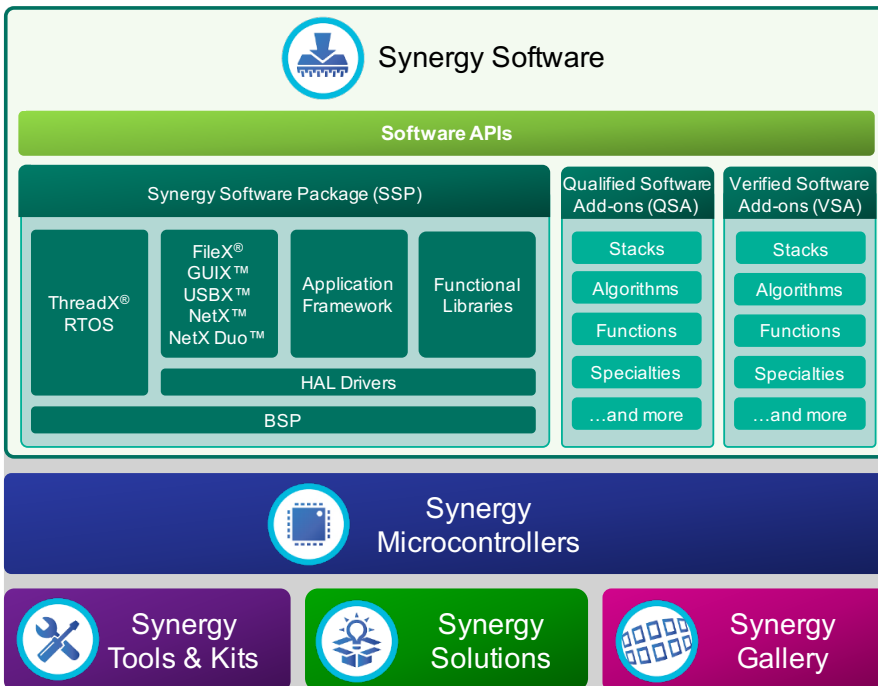 Synergy Software
Software APIs
Synergy Software Package (SSP)
ThreadX®
RTOS
FileX®
GUIX™
USBX™
NetX™
NetX Duo™
Application
Framework
Functional
Libraries
HAL Drivers
BSP
Qualified Software
Add-ons (QSA)
Stacks
Algorithms
Functions
Specialties
...and more
Verified Software
Add-ons (VSA)
Stacks
Algorithms
Functions
Specialties
...and more
Synergy
Microcontrollers
Synergy
Tools & Kits
Synergy
Solutions
Synergy
Gallery